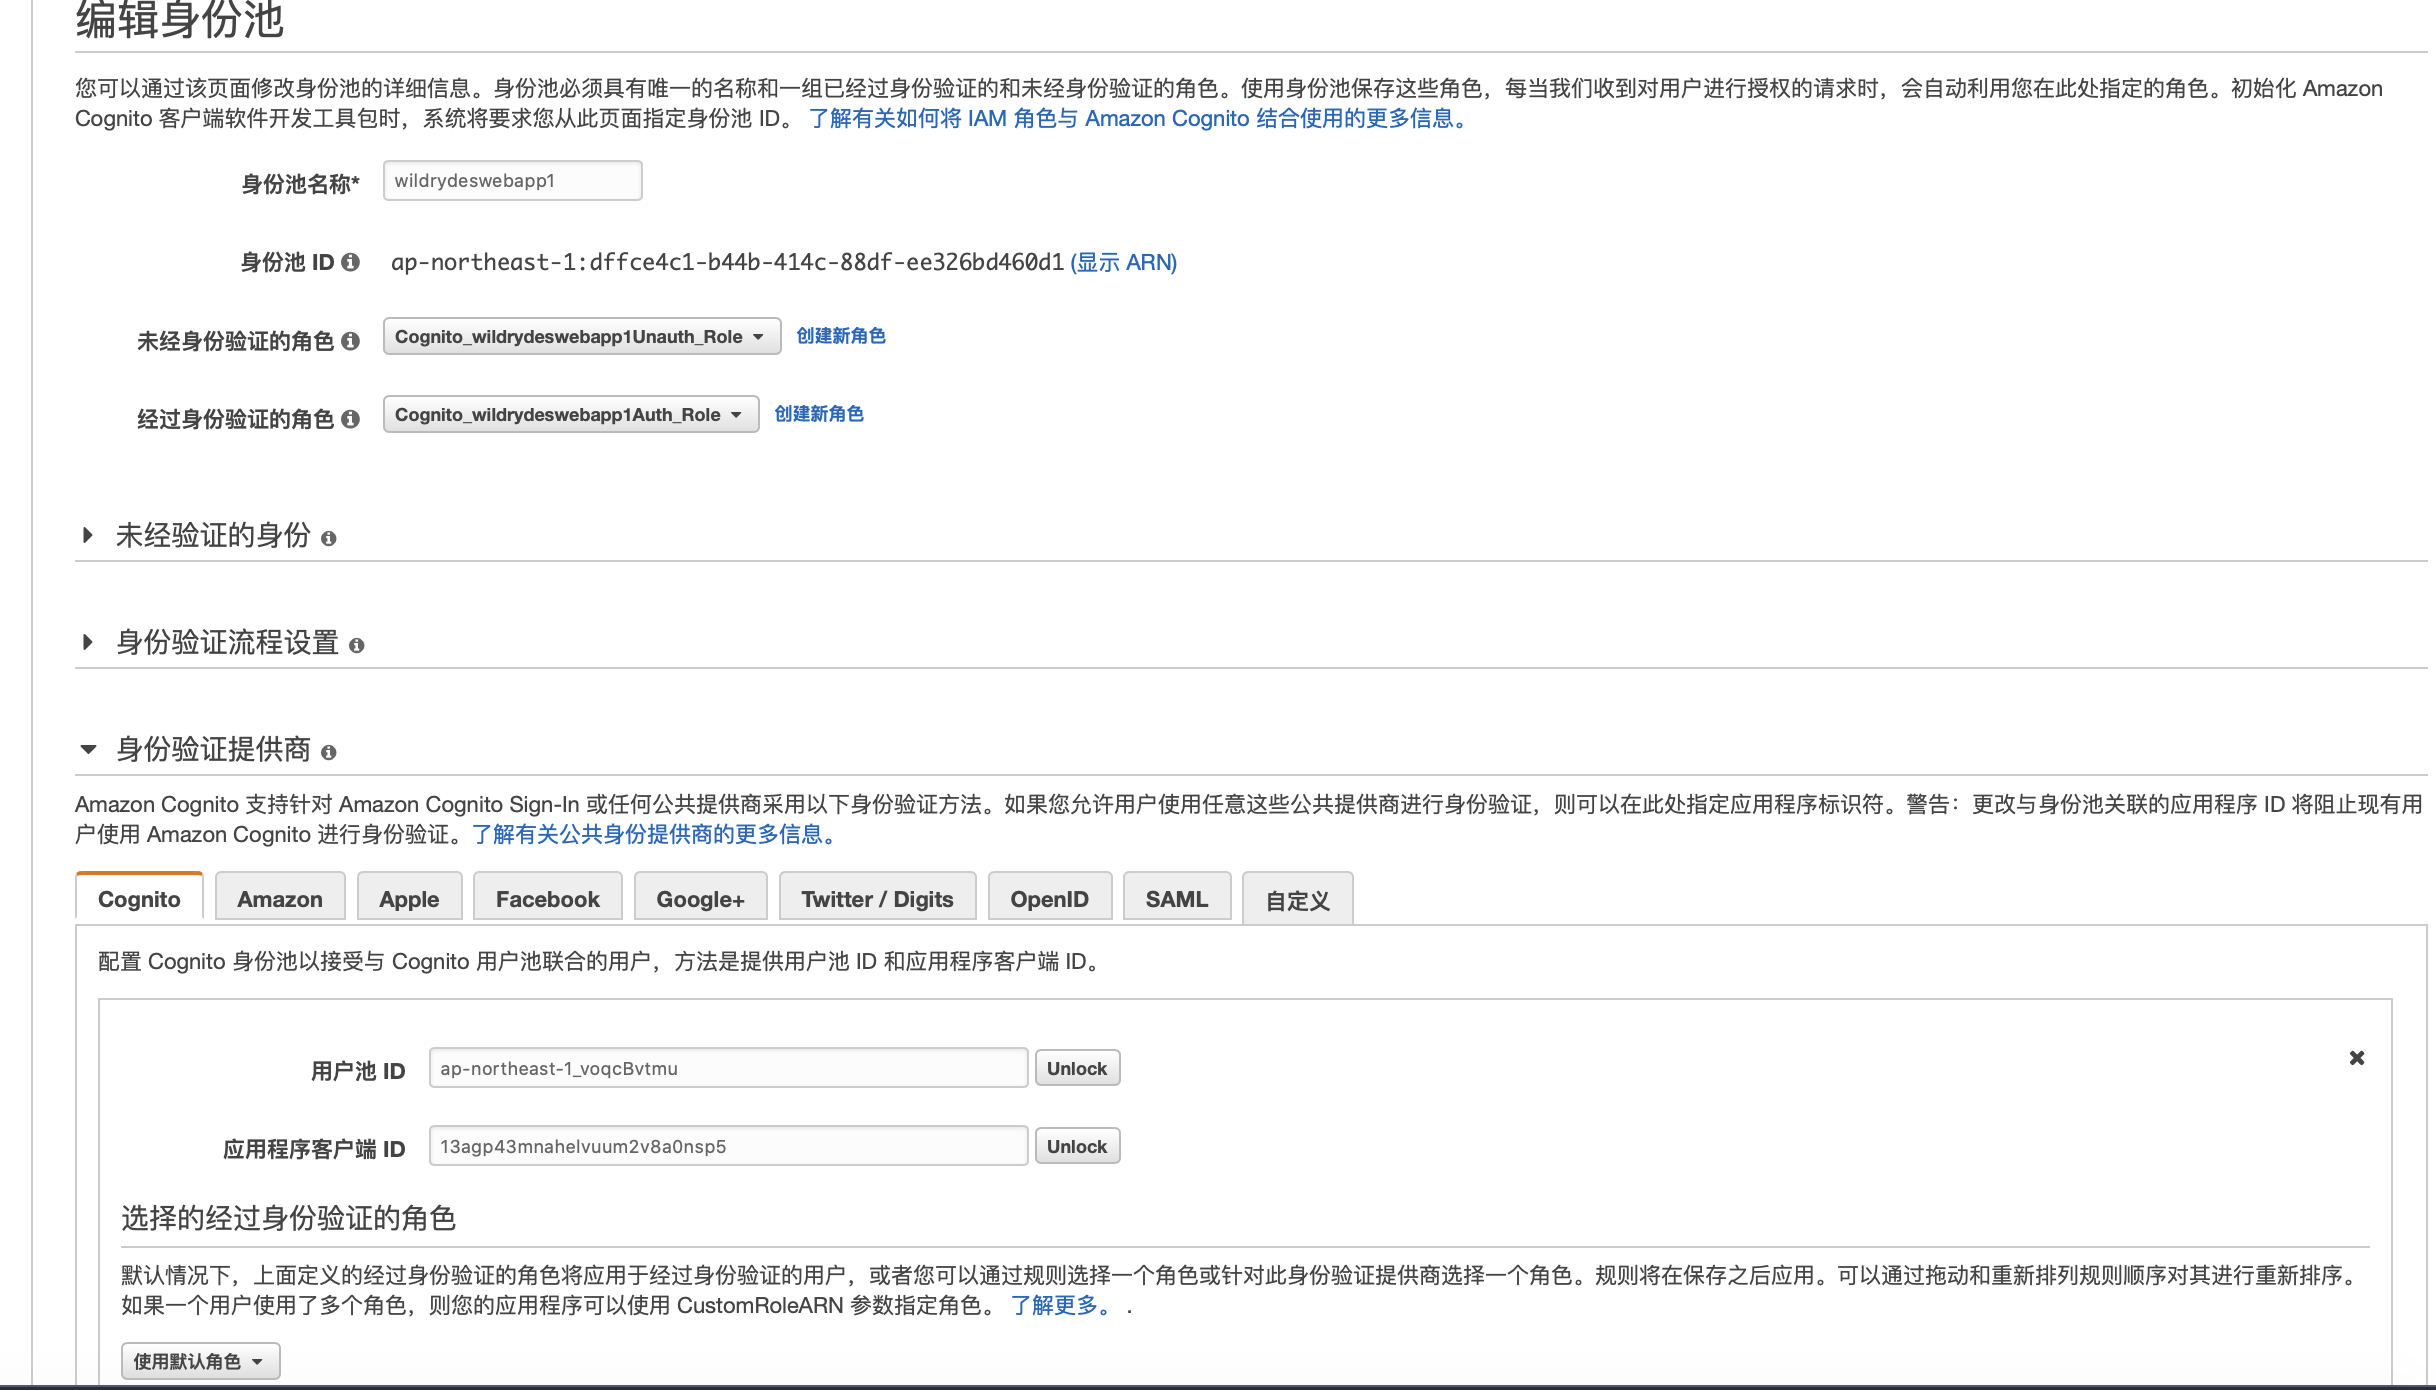 编辑身份池
您可以通过该页面修改身份池的详细信息。身份池必须具有唯一的名称和一组已经过身份验证的和未经身份验证的角色。使用身份池保存这些角色，每当我们收到对用户进行授权的请求时，会自动利用您在此处指定的角色。初始化 Amazon
Cognito 客户端软件开发工具包时，系统将要求您从此页面指定身份池 ID。 了解有关如何将 IAM 角色与 Amazon Cognito 结合使用的更多信息。
身份池名称* wildrydeswebapp1
身份池 ID ap-northeast-1:dffce4c1-b44b-414c-88df-ee326bd460d1 (显示 ARN)
未经身份验证的角色 Cognito_wildrydeswebapp1Unauth_Role 创建新角色
经过身份验证的角色 Cognito_wildrydeswebapp1Auth_Role 创建新角色
未经验证的身份
身份验证流程设置
身份验证提供商
Amazon Cognito 支持针对 Amazon Cognito Sign-In 或任何公共提供商采用以下身份验证方法。如果您允许用户使用任意这些公共提供商进行身份验证，则可以在此处指定应用程序标识符。警告：更改与身份池关联的应用程序 ID 将阻止现有用
户使用 Amazon Cognito 进行身份验证。了解有关公共身份提供商的更多信息。
Cognito Amazon Apple Facebook Google+ Twitter / Digits OpenID SAML 自定义
配置 Cognito 身份池以接受与 Cognito 用户池联合的用户，方法是提供用户池 ID 和应用程序客户端 ID。
用户池 ID ap-northeast-1_voqcBvtmu Unlock
应用程序客户端 ID 13agp43mnahelvuum2v8a0nsp5 Unlock
选择的经过身份验证的角色
默认情况下，上面定义的经过身份验证的角色将应用于经过身份验证的用户，或者您可以通过规则选择一个角色或针对此身份验证提供商选择一个角色。规则将在保存之后应用。可以通过拖动和重新排列规则顺序对其进行重新排序。
如果一个用户使用了多个角色，则您的应用程序可以使用 CustomRoleARN 参数指定角色。 了解更多。 .
使用默认角色